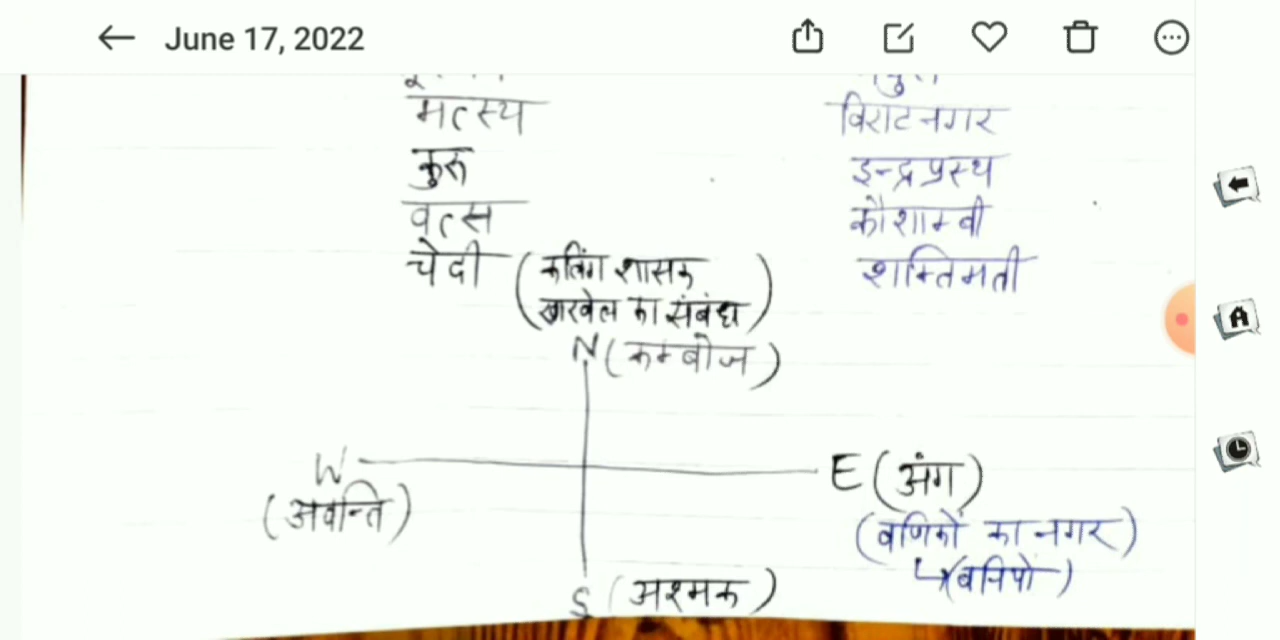 June 17, 2022
मत्स्य विराटनगर
कुरु इन्द्रप्रस्थ
वत्स कौशाम्बी
चेदी (कलिंग शासक शक्तिमती
खारवेल का संबंध)
N (कम्बोज)
W E (अंग)
(अवन्ति) (वणिकों का नगर)
↳(बनियो)
S (अश्मक)
A